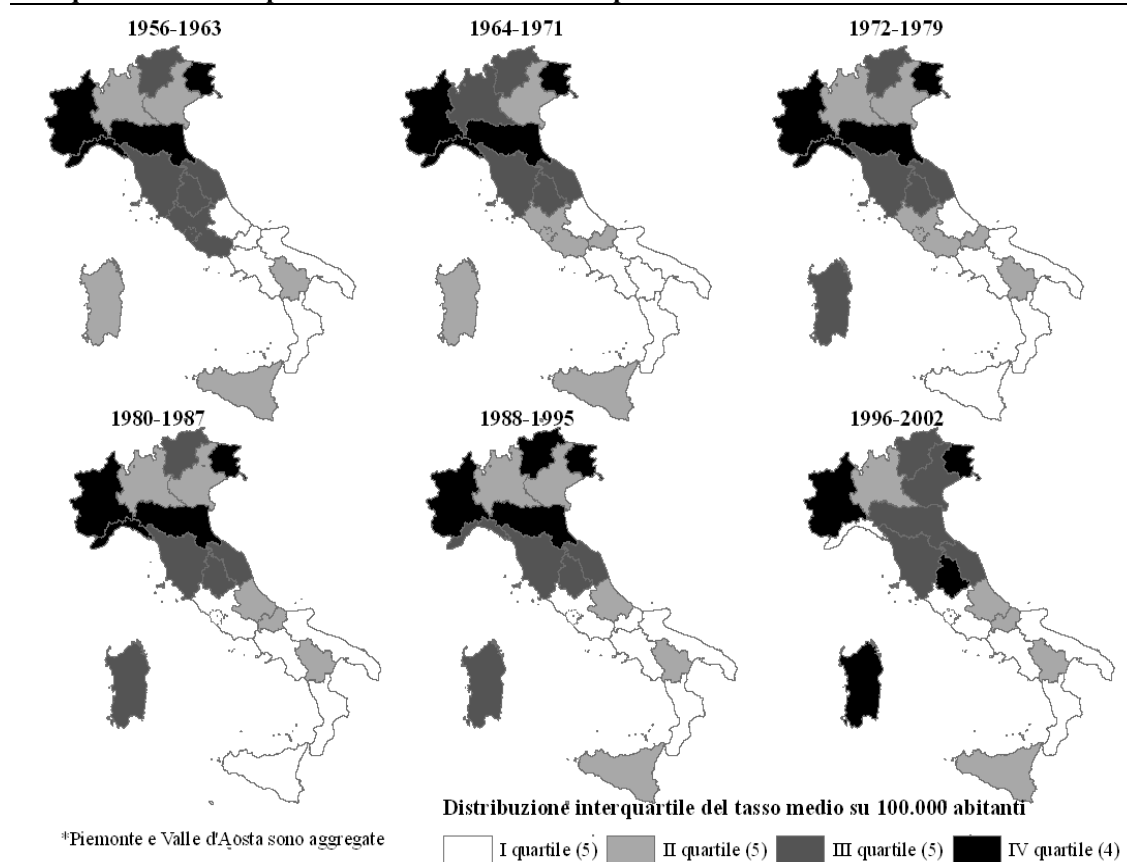 1956-1963
1964-1971
1972-1979
1980-1987
1988-1995
1996-2002
Distribuzione interquartile del tasso medio su 100.000 abitanti
*Piemonte e Valle d'Aosta sono aggregate
I quartile (5)
II quartile (5)
III quartile (5)
IV quartile (4)